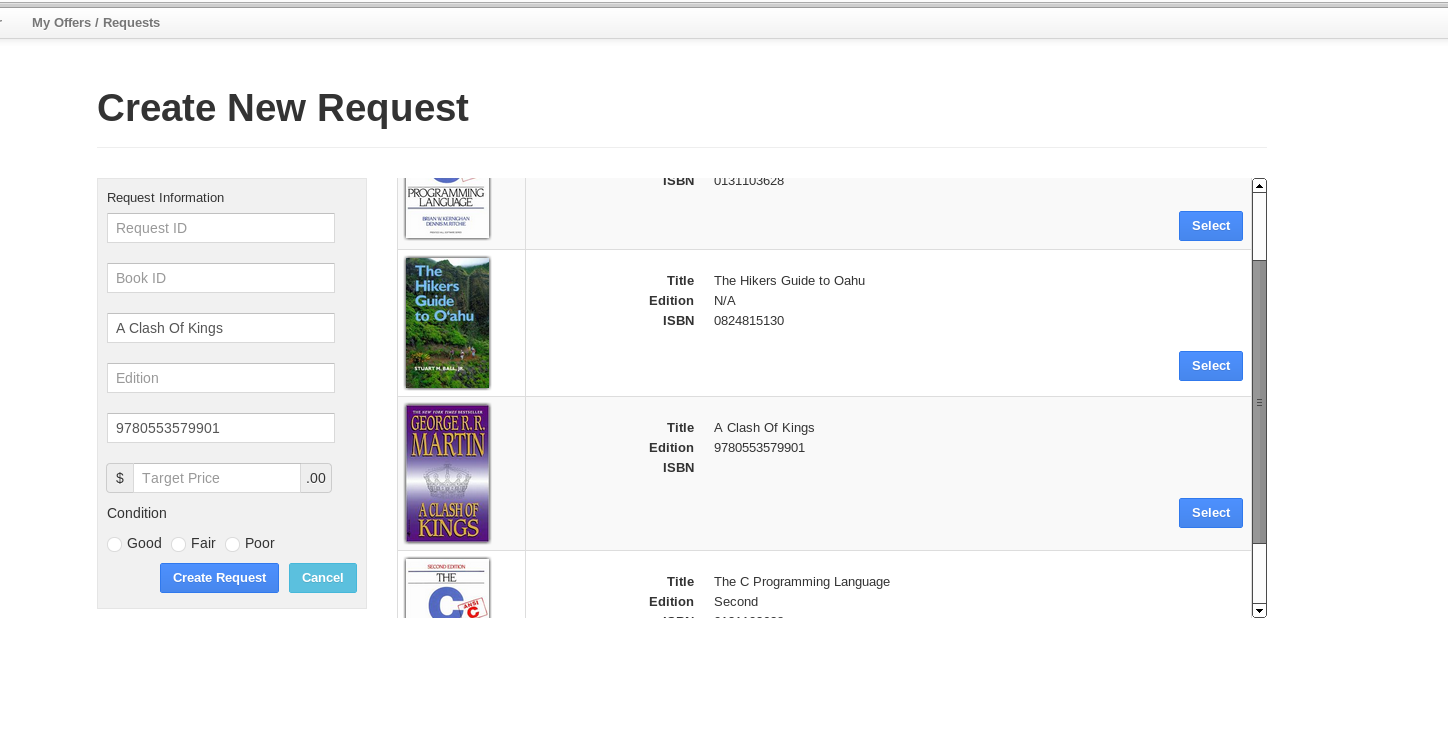 My Offers / Requests
Create New Request
Request Information
Request ID
Book ID
A Clash Of Kings
Edition
9780553579901
$ Target Price .00
Condition
Good Fair Poor
Create Request Cancel
PROGRAMMING
LANGUAGE
BRIAN W. KERNIGHAN
DENNIS M. RITCHIE
ISBN 0131103628
Select
The
Hikers
Guide
to O'ahu
STUART M. BALL, JR.
Title The Hikers Guide to Oahu
Edition N/A
ISBN 0824815130
Select
THE NEW YORK TIMES BESTSELLER
GEORGE R. R.
MARTIN
A CLASH OF
KINGS
Title A Clash Of Kings
Edition 9780553579901
ISBN
Select
SECOND EDITION
THE
C
ANSI
C
Title The C Programming Language
Edition Second